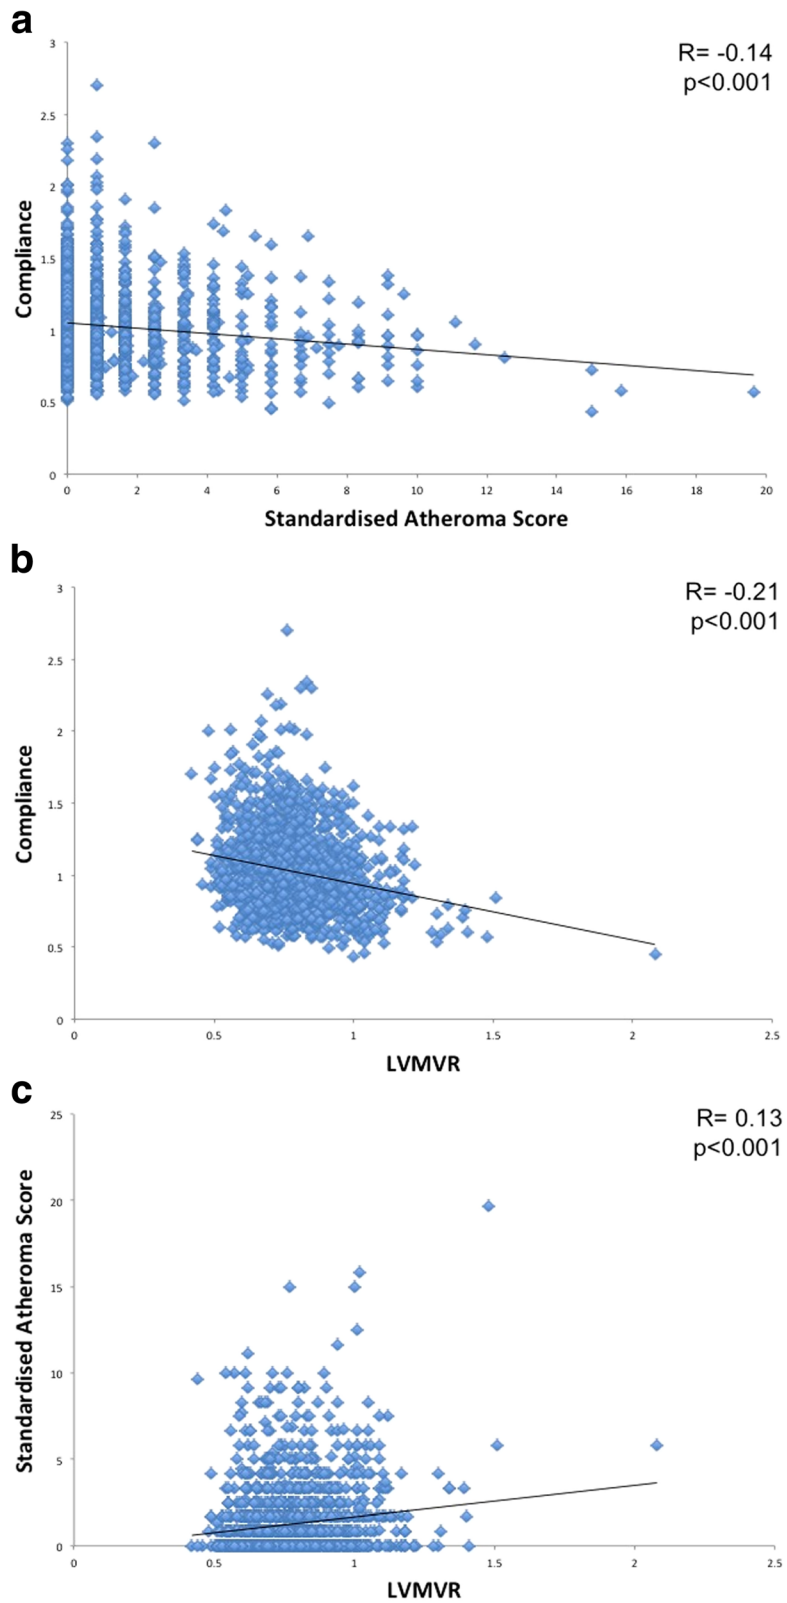 a
R= -0.14
p<0.001
3
2.5
2
1.5
1
0.5
0
Compliance
0 2 4 6 8 10 12 14 16 18 20
Standardised Atheroma Score
b
R= -0.21
p<0.001
3
2.5
2
1.5
1
0.5
0
Compliance
0 0.5 1 1.5 2 2.5
LVMVR
c
R= 0.13
p<0.001
25
20
15
10
5
0
Standardised Atheroma Score
0 0.5 1 1.5 2 2.5
LVMVR